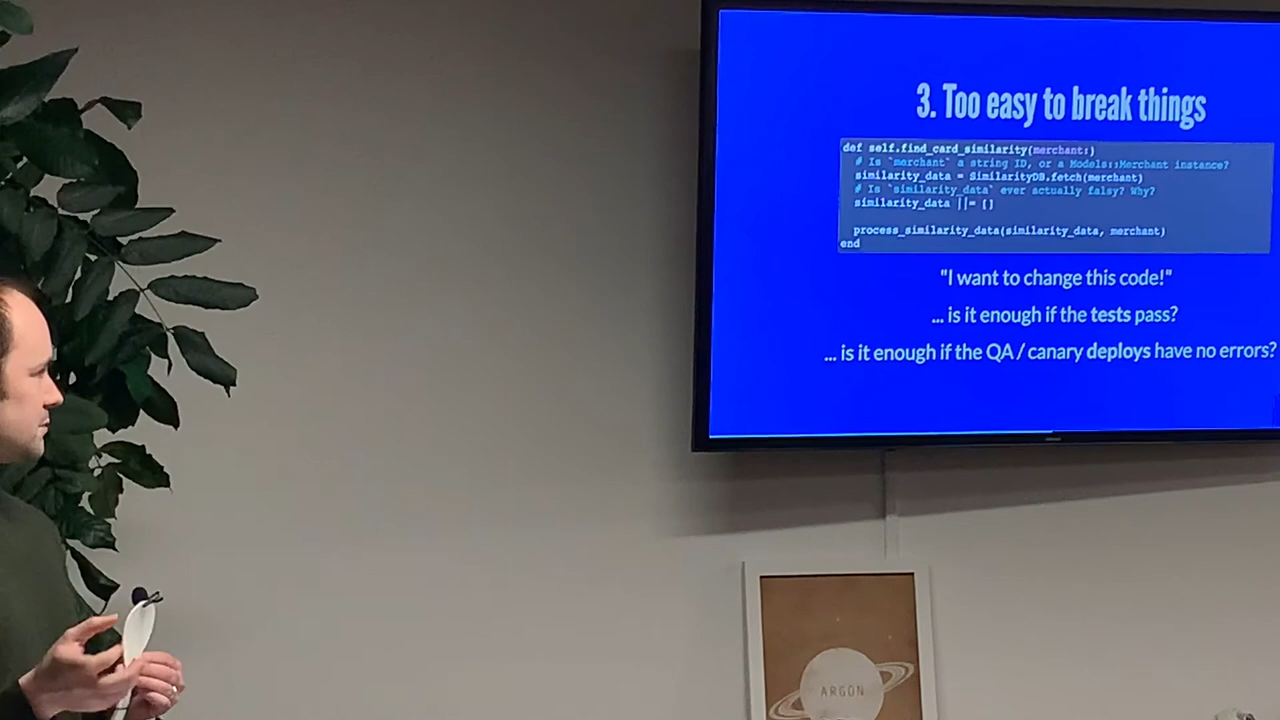 3. Too easy to break things
def self.find_card_similarity(merchant:)
# Is `merchant` a string ID, or a Models::Merchant instance?
similarity_data = SimilarityDB.fetch(merchant)
# Is `similarity_data` ever actually falsy? Why?
similarity_data ||= {}
process_similarity_data(similarity_data, merchant)
end
"I want to change this code!"
... is it enough if the tests pass?
... is it enough if the QA / canary deploys have no errors?
ARGON